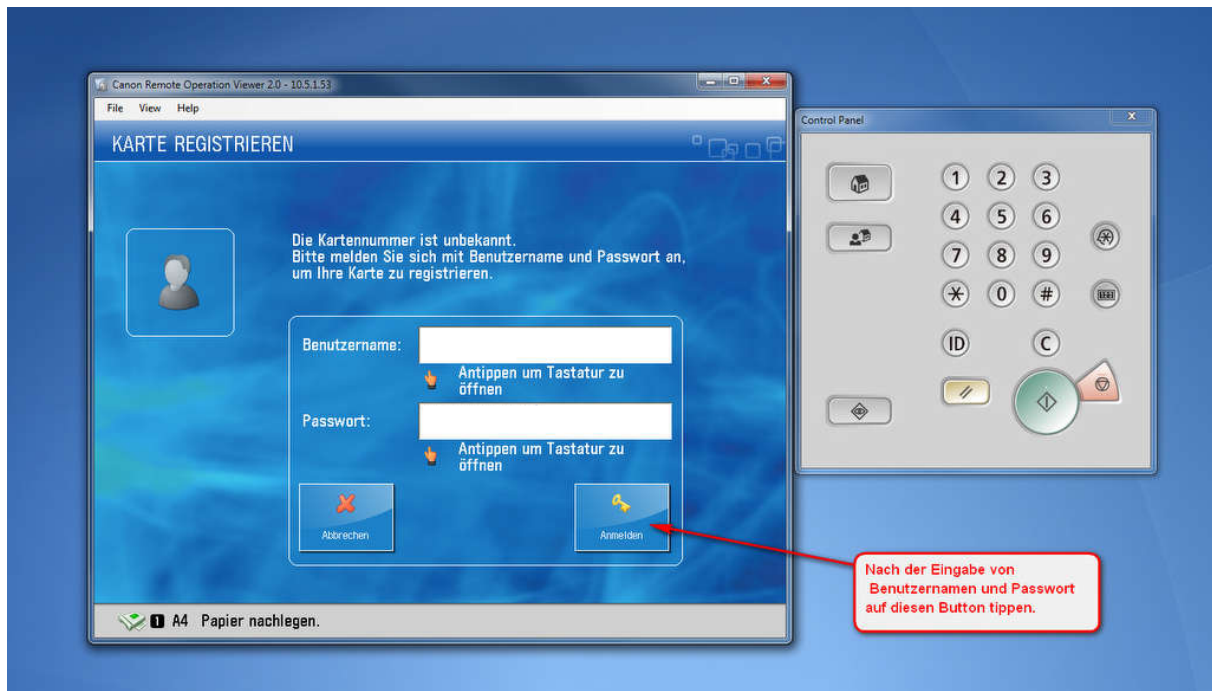 Canon Remote Operation Viewer 2.0 - 10.5.1.53
File View Help
KARTE REGISTRIEREN
Die Kartennummer ist unbekannt.
Bitte melden Sie sich mit Benutzername und Passwort an,
um Ihre Karte zu registrieren.
Benutzername:
Antippen um Tastatur zu
öffnen
Passwort:
Antippen um Tastatur zu
öffnen
Abbrechen
Anmelden
1 A4 Papier nachlegen.
Control Panel
1 2 3
4 5 6
7 8 9
* 0 #
ID C
Nach der Eingabe von
Benutzernamen und Passwort
auf diesen Button tippen.